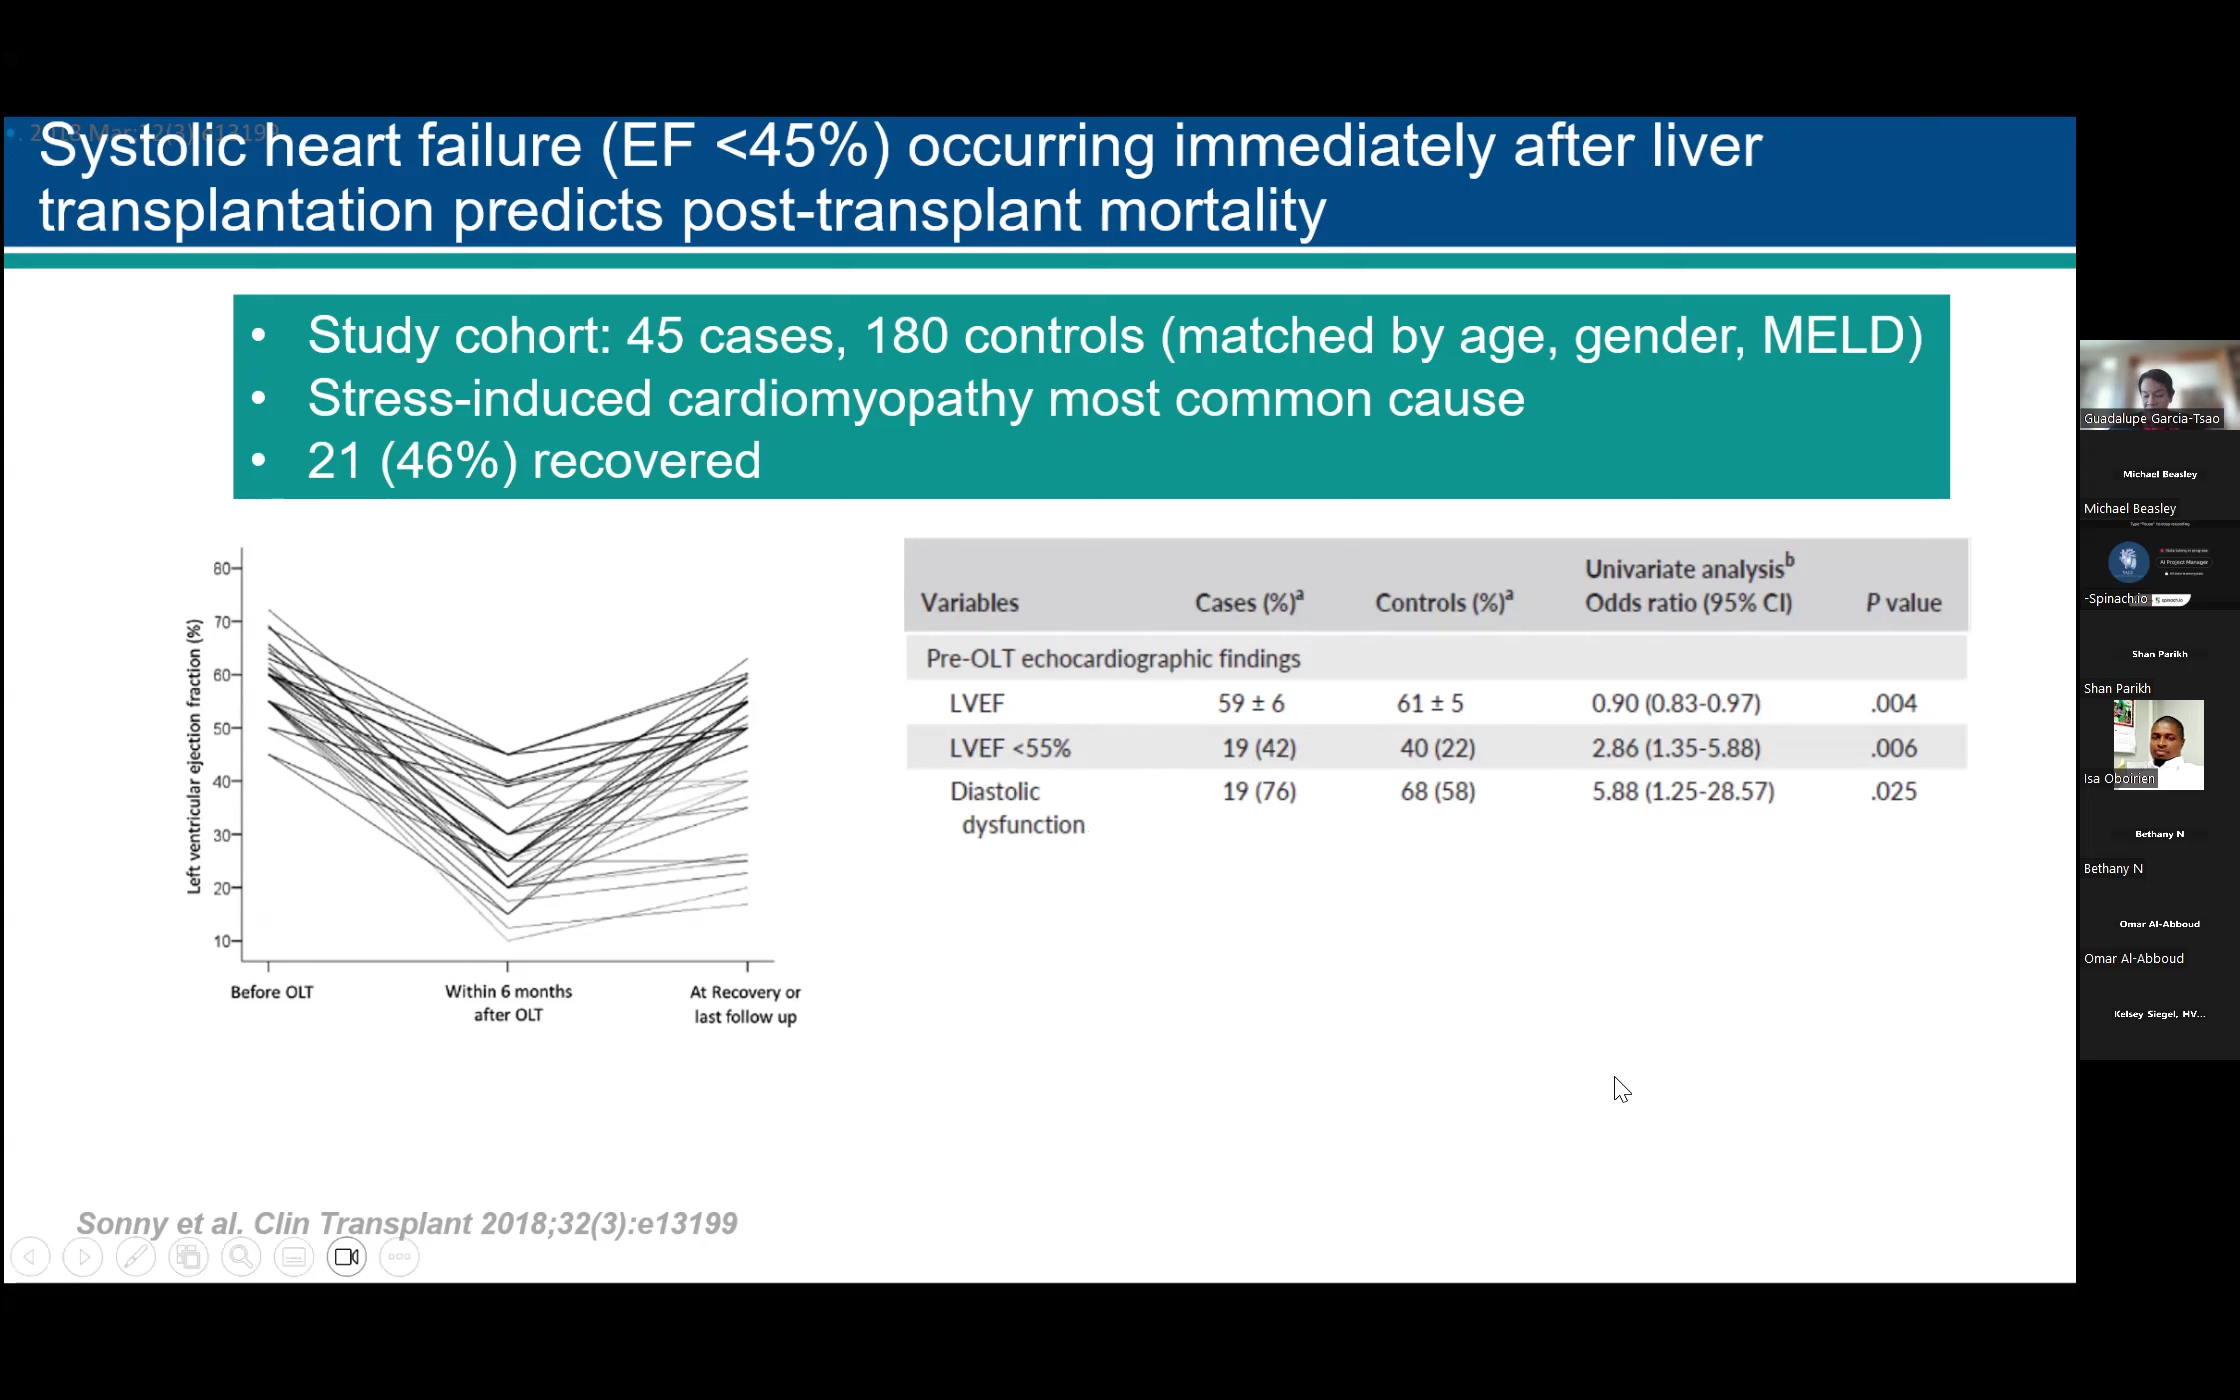 Systolic heart failure (EF <45%) occurring immediately after liver
transplantation predicts post-transplant mortality
• Study cohort: 45 cases, 180 controls (matched by age, gender, MELD)
• Stress-induced cardiomyopathy most common cause
• 21 (46%) recovered
Left ventricular ejection fraction (%)
80
70
60
50
40
30
20
10
Before OLT
Within 6 months
after OLT
At Recovery or
last follow up
Univariate analysisb
Variables Cases (%)a Controls (%)a Odds ratio (95% CI) P value
Pre-OLT echocardiographic findings
LVEF 59 ± 6 61 ± 5 0.90 (0.83-0.97) .004
LVEF <55% 19 (42) 40 (22) 2.86 (1.35-5.88) .006
Diastolic 19 (76) 68 (58) 5.88 (1.25-28.57) .025
dysfunction
Sonny et al. Clin Transplant 2018;32(3):e13199
Guadalupe Garcia-Tsao
Michael Beasley
Michael Beasley
AI Project Manager
-Spinach.io
spinach.io
Shan Parikh
Shan Parikh
Isa Oboirien
Bethany N
Bethany N
Omar Al-Abboud
Omar Al-Abboud
Kelsey Siegel, HV...